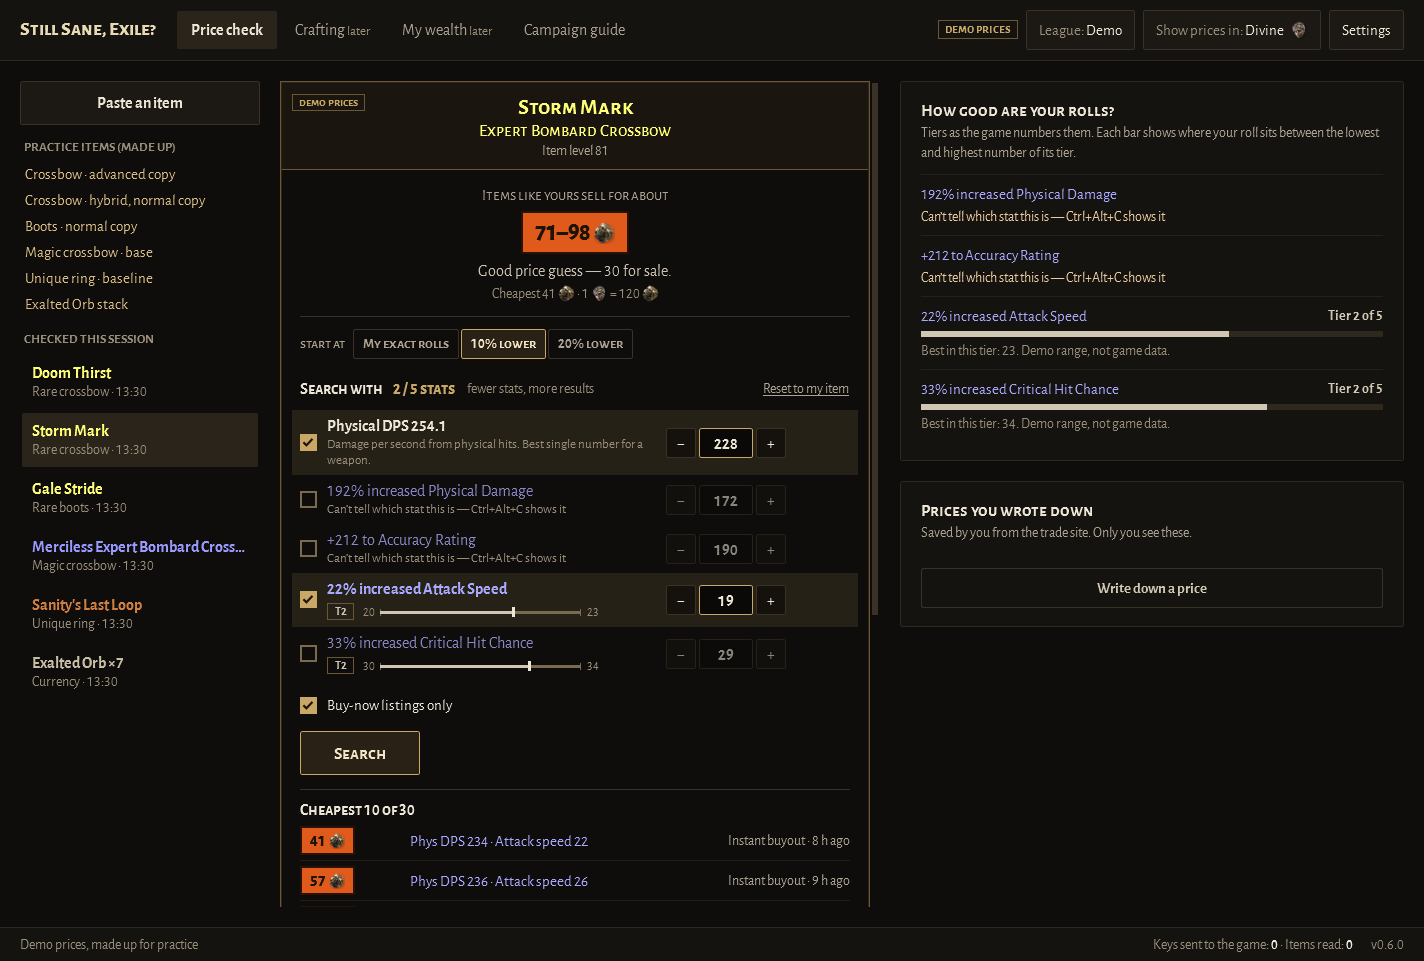 Still Sane, Exile?
Price check
Crafting later
My wealth later
Campaign guide
DEMO PRICES
League: Demo
Show prices in: Divine
Settings
Paste an item
PRACTICE ITEMS (MADE UP)
Crossbow · advanced copy
Crossbow · hybrid, normal copy
Boots · normal copy
Magic crossbow · base
Unique ring · baseline
Exalted Orb stack
CHECKED THIS SESSION
Doom Thirst
Rare crossbow · 13:30
Storm Mark
Rare crossbow · 13:30
Gale Stride
Rare boots · 13:30
Merciless Expert Bombard Cross...
Magic crossbow · 13:30
Sanity's Last Loop
Unique ring · 13:30
Exalted Orb ×7
Currency · 13:30
DEMO PRICES
Storm Mark
Expert Bombard Crossbow
Item level 81
Items like yours sell for about
71–98
Good price guess — 30 for sale.
Cheapest 41 · 1 = 120
START AT
My exact rolls
10% lower
20% lower
Search with 2 / 5 stats fewer stats, more results
Reset to my item
Physical DPS 254.1
Damage per second from physical hits. Best single number for a
weapon.
− 228 +
192% increased Physical Damage
Can't tell which stat this is — Ctrl+Alt+C shows it
− 172 +
+212 to Accuracy Rating
Can't tell which stat this is — Ctrl+Alt+C shows it
− 190 +
22% increased Attack Speed
T2 20 23
− 19 +
33% increased Critical Hit Chance
T2 30 34
− 29 +
Buy-now listings only
Search
Cheapest 10 of 30
41 Phys DPS 234 · Attack speed 22 Instant buyout · 8 h ago
57 Phys DPS 236 · Attack speed 26 Instant buyout · 9 h ago
How good are your rolls?
Tiers as the game numbers them. Each bar shows where your roll sits between the lowest
and highest number of its tier.
192% increased Physical Damage
Can't tell which stat this is — Ctrl+Alt+C shows it
+212 to Accuracy Rating
Can't tell which stat this is — Ctrl+Alt+C shows it
22% increased Attack Speed Tier 2 of 5
Best in this tier: 23. Demo range, not game data.
33% increased Critical Hit Chance Tier 2 of 5
Best in this tier: 34. Demo range, not game data.
Prices you wrote down
Saved by you from the trade site. Only you see these.
Write down a price
Demo prices, made up for practice
Keys sent to the game: 0 · Items read: 0 v0.6.0